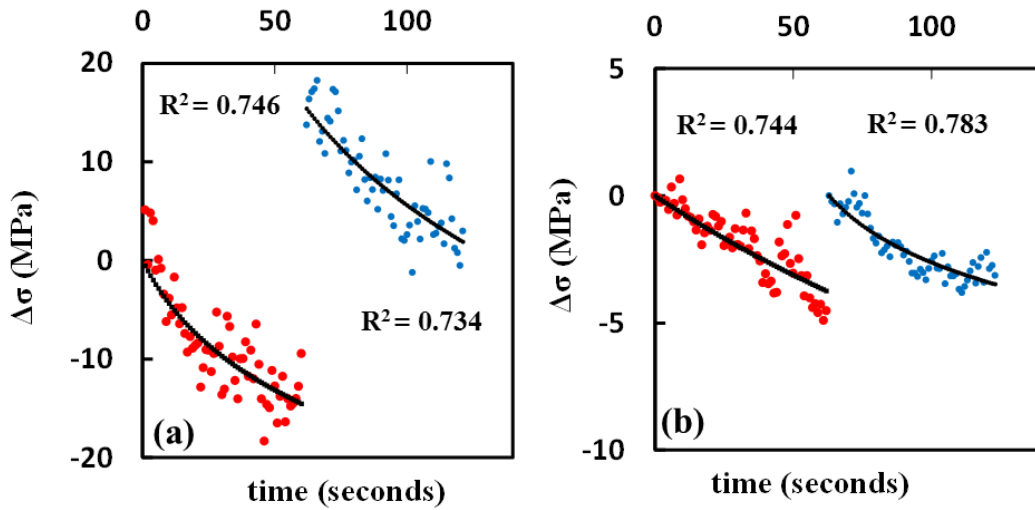 0 50 100
20
10
0
-10
-20
Δσ (MPa)
R² = 0.746
R² = 0.734
(a)
time (seconds)
0 50 100
5
0
-5
-10
Δσ (MPa)
R² = 0.744
R² = 0.783
(b)
time (seconds)